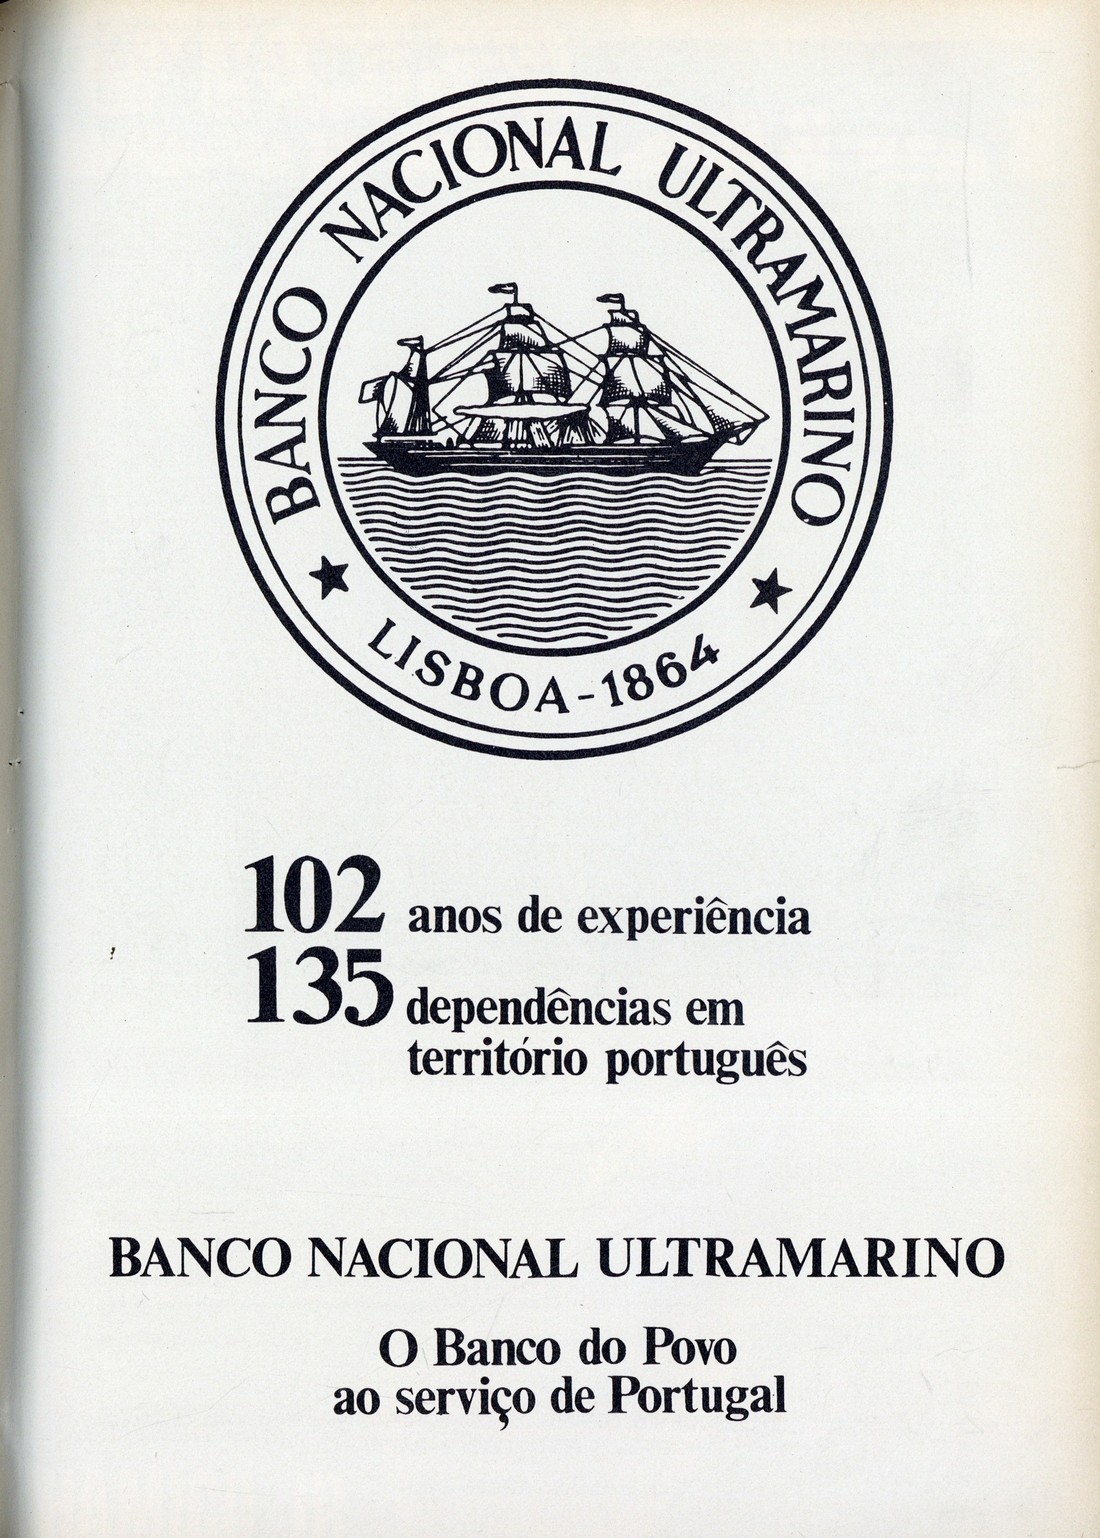 BANCO NACIONAL ULTRAMARINO
LISBOA-1864
102 anos de experiência
135 dependências em
território português
BANCO NACIONAL ULTRAMARINO
O Banco do Povo
ao serviço de Portugal